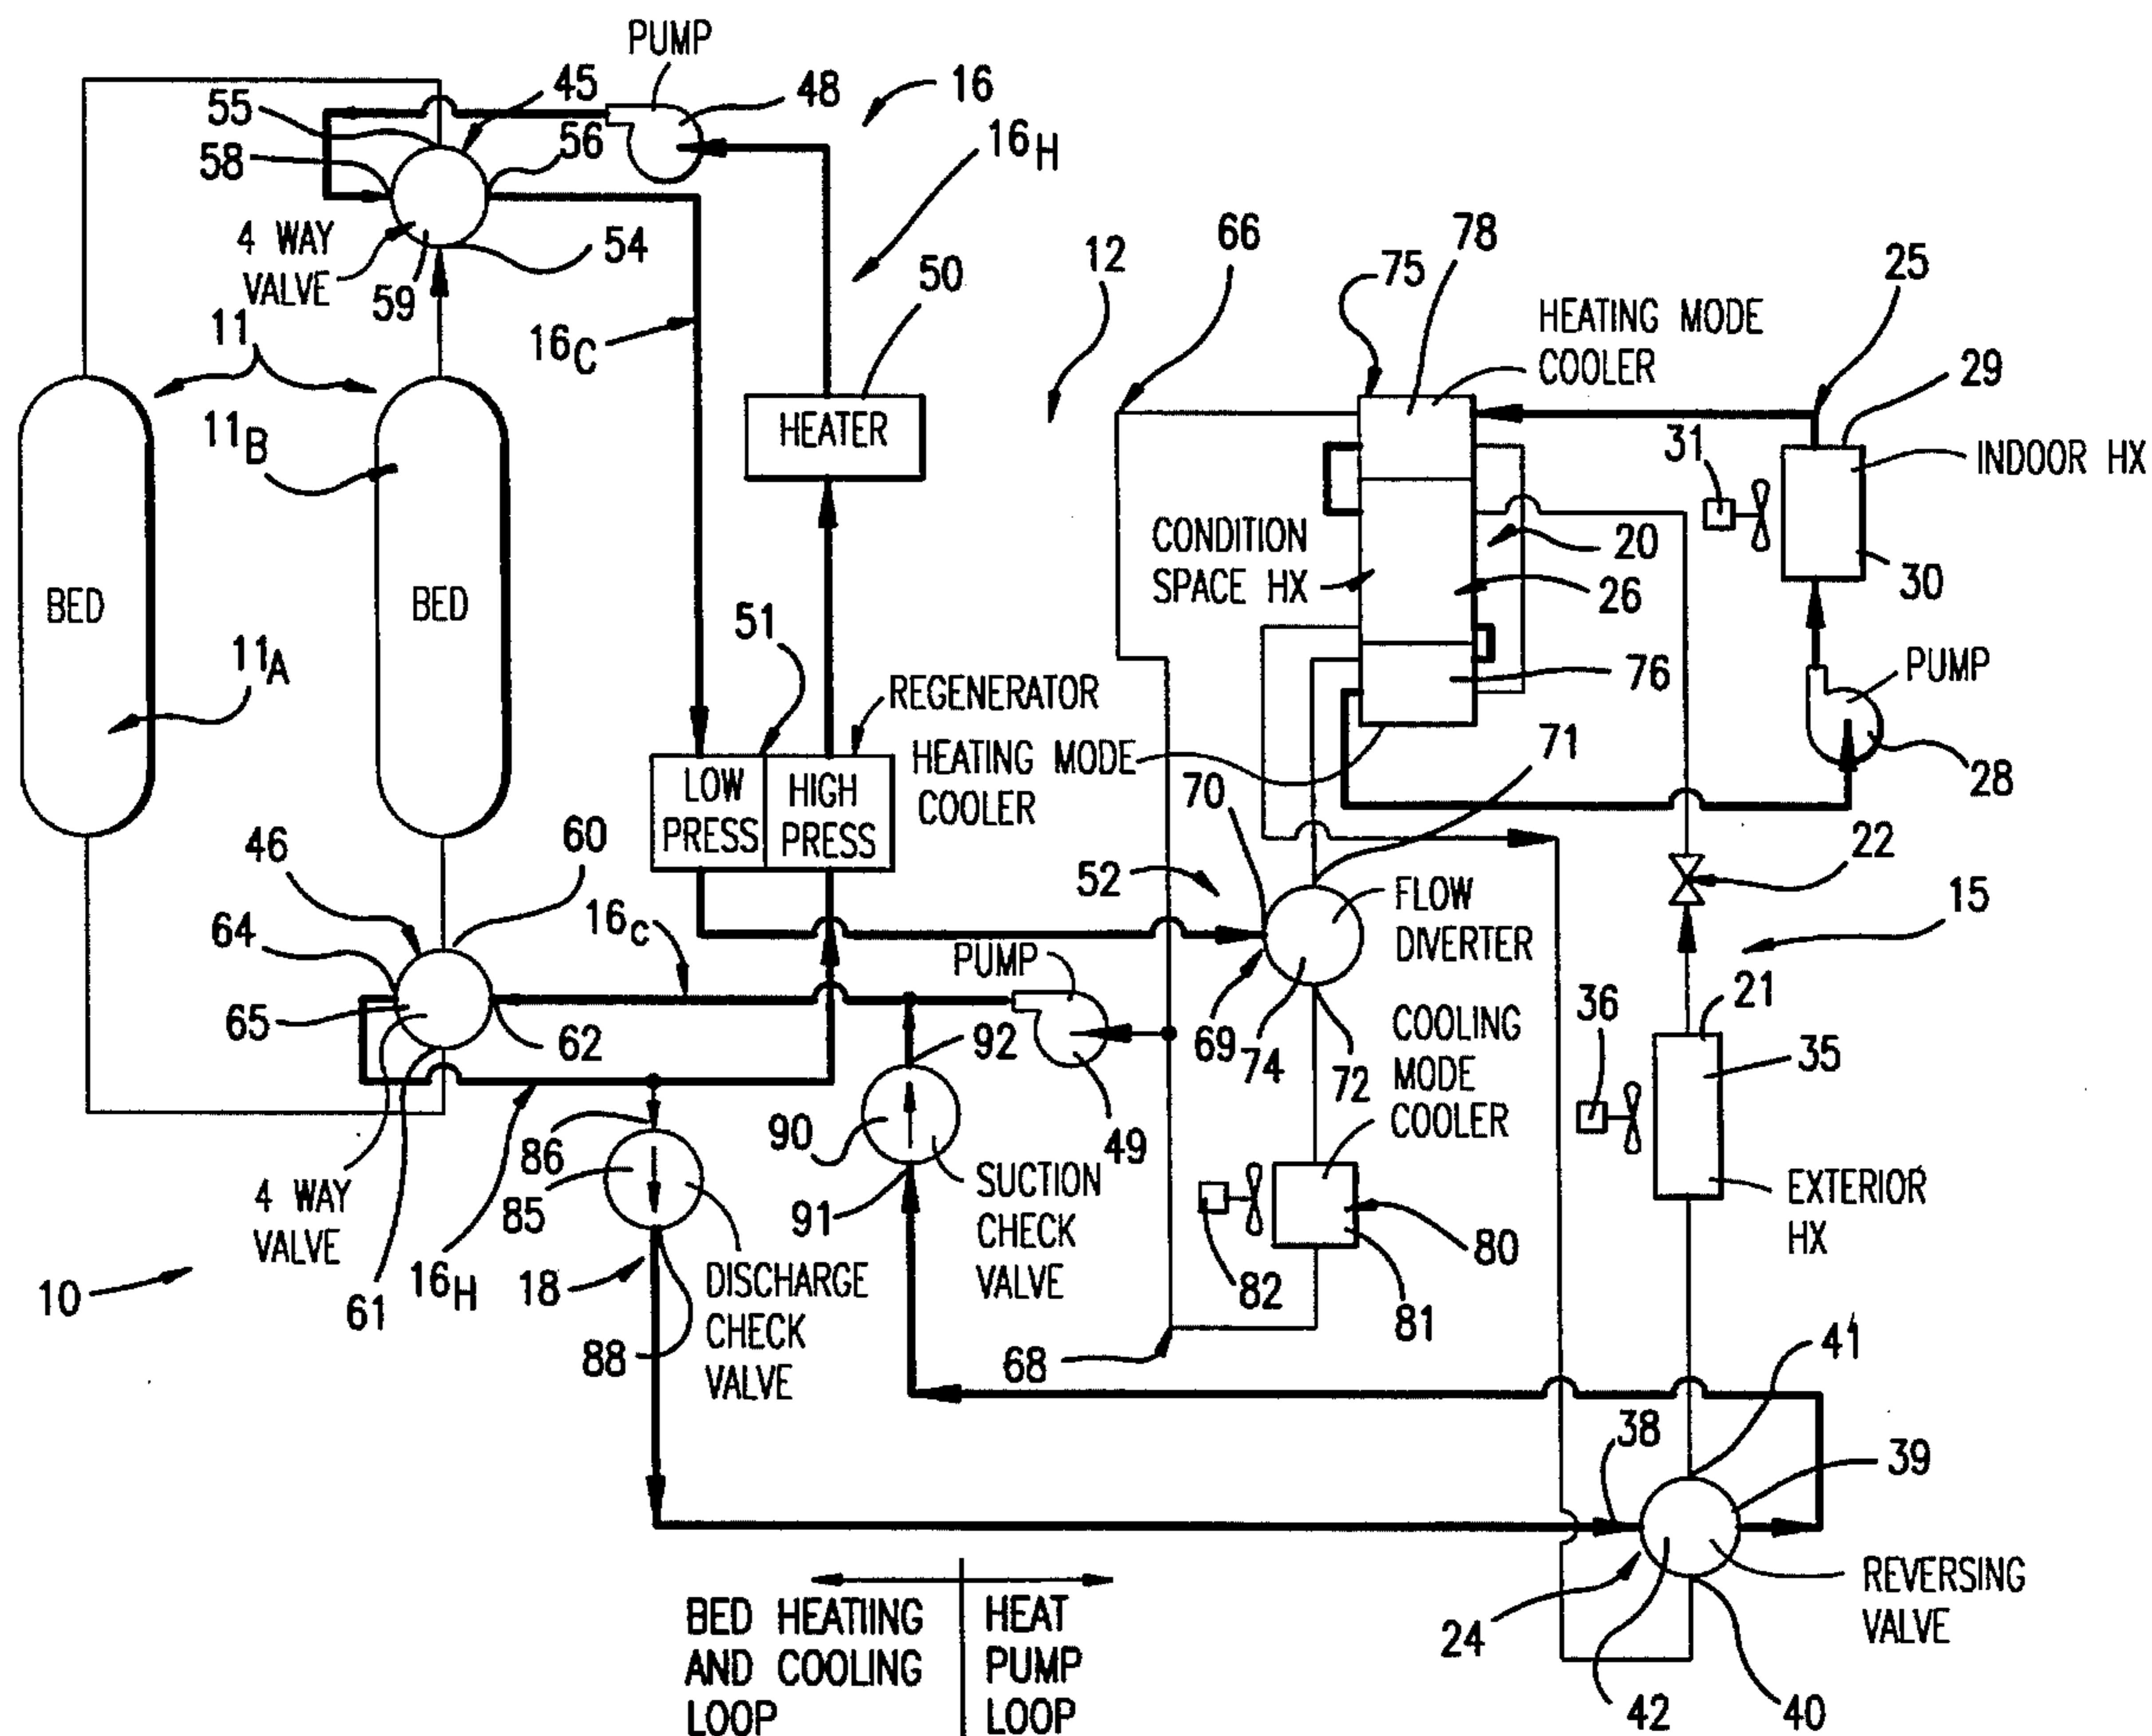 PUMP
55
45
48
16
58
56
16H
4 WAY
VALVE
59
54
12
66
78
75
25
HEATING MODE
COOLER
29
11
16C
50
HEATER
31
INDOOR HX
11B
CONDITION
SPACE HX
20
26
30
BED
BED
51
11A
REGENERATOR
76
PUMP
LOW
PRESS
HIGH
PRESS
HEATING MODE
COOLER
70
71
28
46
60
22
52
FLOW
DIVERTER
15
64
16C
PUMP
65
62
92
69
74
72
COOLING
MODE
COOLER
36
21
35
86
85
90
91
49
SUCTION
CHECK
VALVE
4 WAY
VALVE
10
61
16H
18
DISCHARGE
CHECK
VALVE
88
82
80
81
EXTERIOR
HX
68
41
38
39
24
42
40
REVERSING
VALVE
BED HEATIING
AND COOLING
LOOP
HEAT
PUMP
LOOP